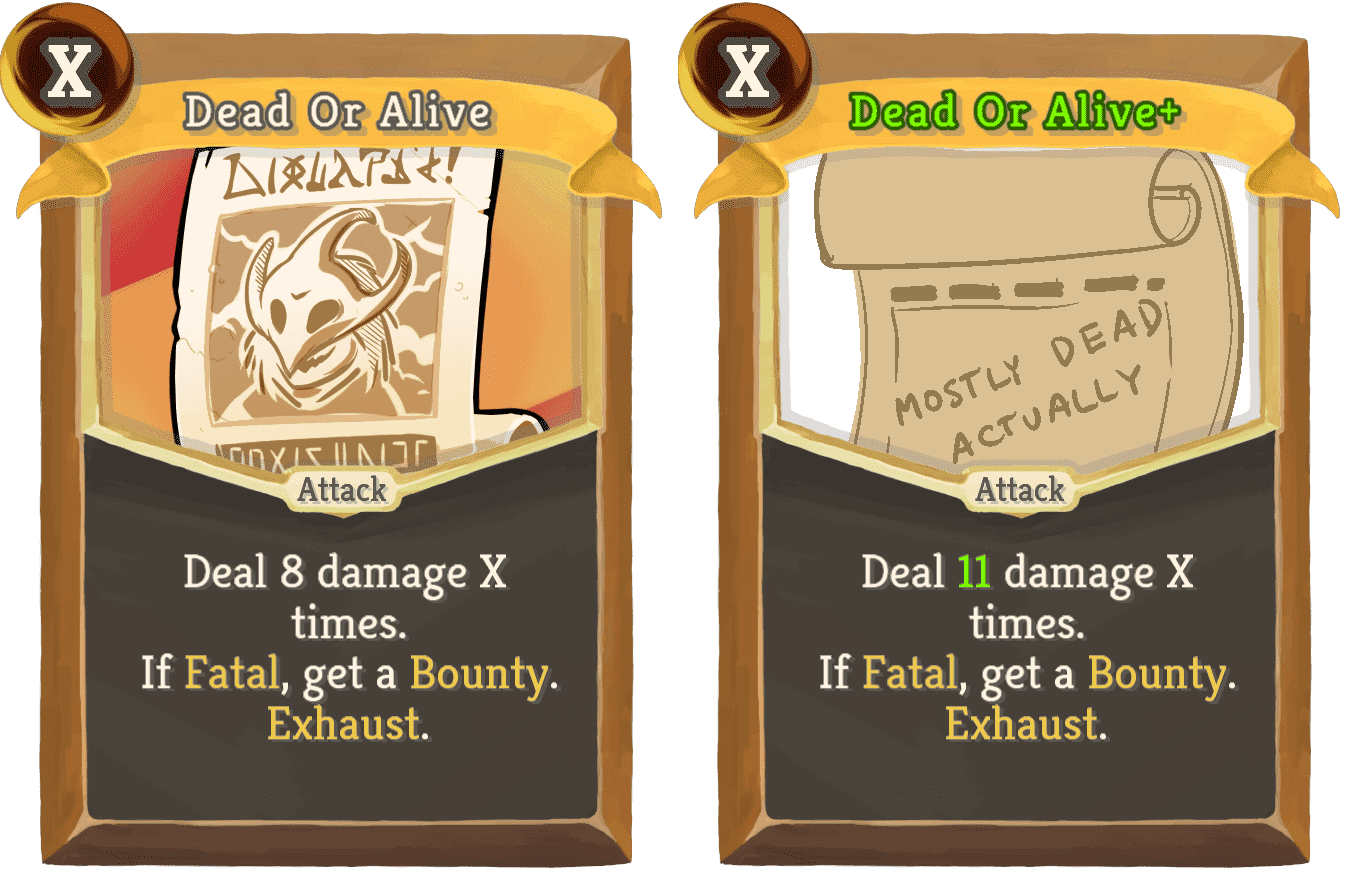 X
Dead Or Alive
Attack
Deal 8 damage X
times.
If Fatal, get a Bounty.
Exhaust.
X
Dead Or Alive+
MOSTLY DEAD
ACTUALLY
Attack
Deal 11 damage X
times.
If Fatal, get a Bounty.
Exhaust.